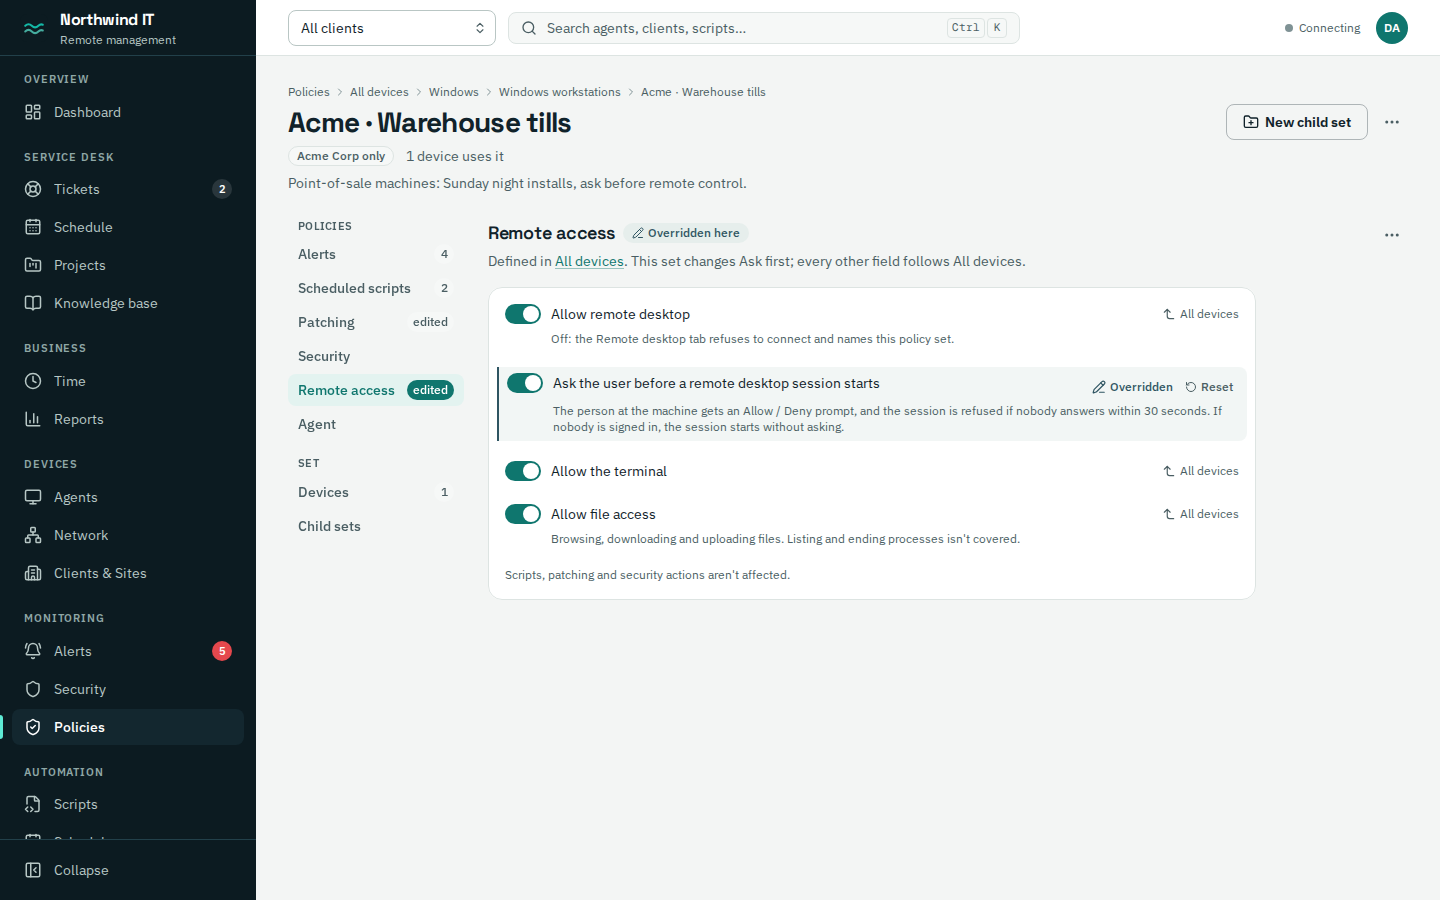 Northwind IT
Remote management
OVERVIEW
Dashboard
SERVICE DESK
Tickets 2
Schedule
Projects
Knowledge base
BUSINESS
Time
Reports
DEVICES
Agents
Network
Clients & Sites
MONITORING
Alerts 5
Security
Policies
AUTOMATION
Scripts
Collapse
All clients
Search agents, clients, scripts... Ctrl K
Connecting DA
Policies > All devices > Windows > Windows workstations > Acme · Warehouse tills
Acme · Warehouse tills
New child set
Acme Corp only 1 device uses it
Point-of-sale machines: Sunday night installs, ask before remote control.
POLICIES
Alerts 4
Scheduled scripts 2
Patching edited
Security
Remote access edited
Agent
SET
Devices 1
Child sets
Remote access Overridden here
Defined in All devices. This set changes Ask first; every other field follows All devices.
Allow remote desktop All devices
Off: the Remote desktop tab refuses to connect and names this policy set.
Ask the user before a remote desktop session starts Overridden Reset
The person at the machine gets an Allow / Deny prompt, and the session is refused if nobody answers within 30 seconds. If
nobody is signed in, the session starts without asking.
Allow the terminal All devices
Allow file access All devices
Browsing, downloading and uploading files. Listing and ending processes isn't covered.
Scripts, patching and security actions aren't affected.